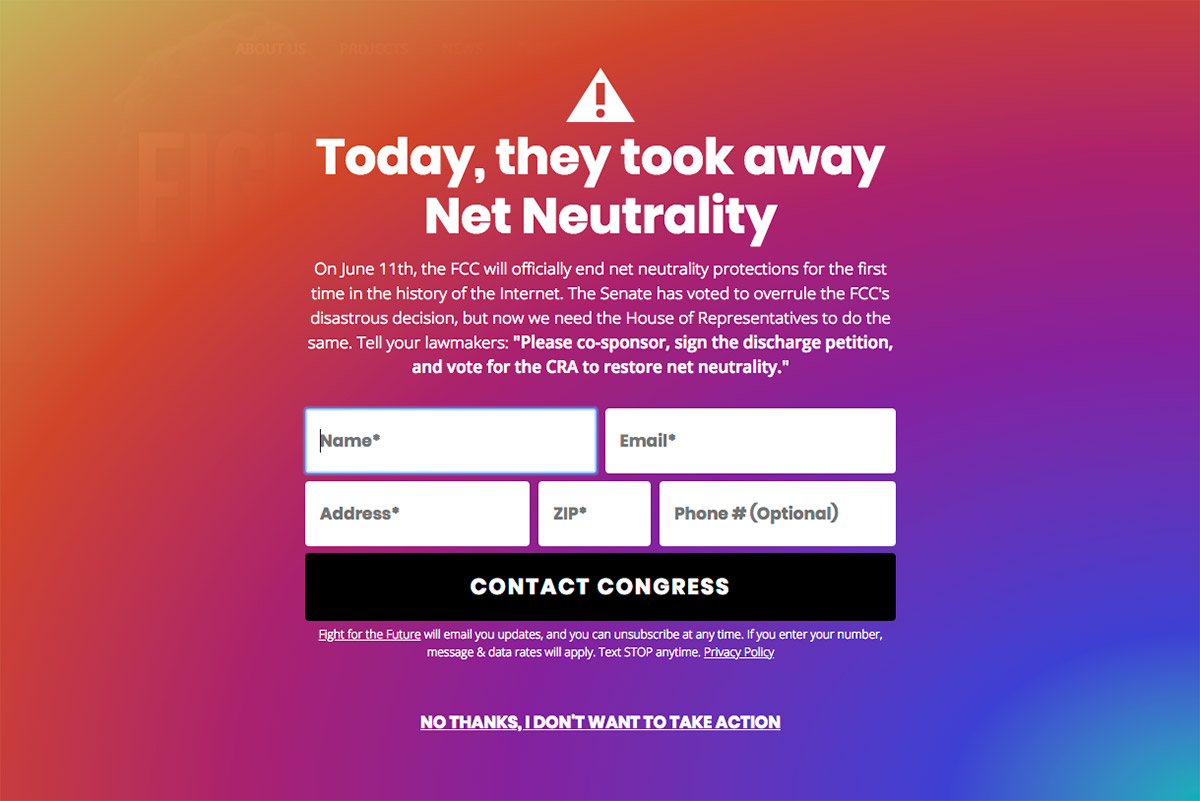 ABOUT US PROJECTS NEWS
FIGH
Today, they took away
Net Neutrality
On June 11th, the FCC will officially end net neutrality protections for the first
time in the history of the Internet. The Senate has voted to overrule the FCC's
disastrous decision, but now we need the House of Representatives to do the
same. Tell your lawmakers: "Please co-sponsor, sign the discharge petition,
and vote for the CRA to restore net neutrality."
Name* Email*
Address* ZIP* Phone # (Optional)
CONTACT CONGRESS
Fight for the Future will email you updates, and you can unsubscribe at any time. If you enter your number,
message & data rates will apply. Text STOP anytime. Privacy Policy
NO THANKS, I DON'T WANT TO TAKE ACTION